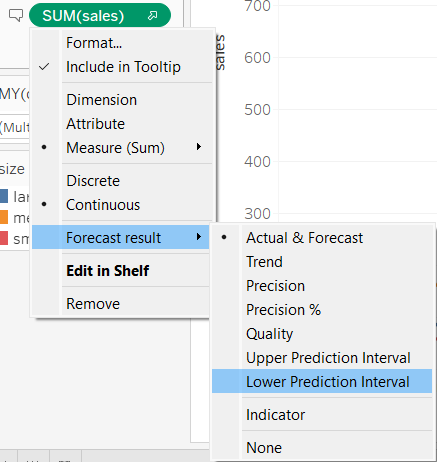 SUM(sales)
Format...
Include in Tooltip
Dimension
Attribute
Measure (Sum)
Discrete
Continuous
Forecast result
Edit in Shelf
Remove
Actual & Forecast
Trend
Precision
Precision %
Quality
Upper Prediction Interval
Lower Prediction Interval
Indicator
None
MY(
(Mult
size
la
me
sm
sales
700
600
500
400
300